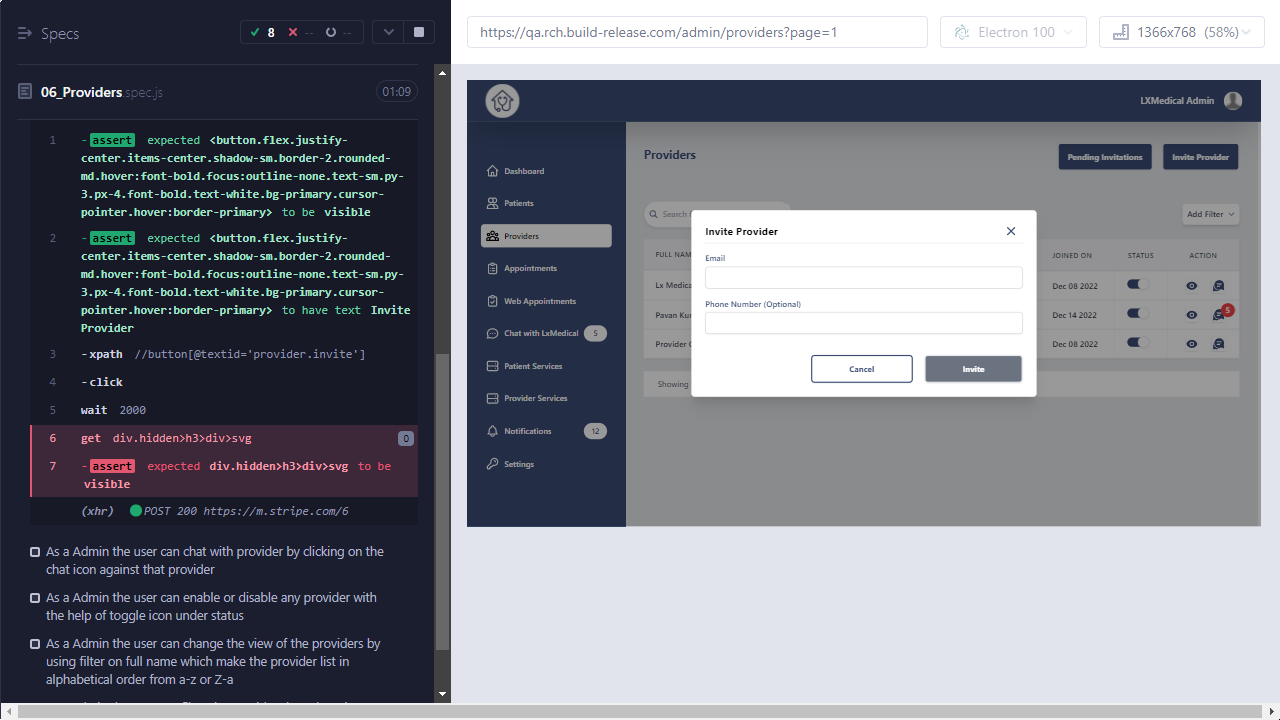 Specs
8
--
--
https://qa.rch.build-release.com/admin/providers?page=1
Electron 100
1366x768 (58%)
06_Providers.spec.js
01:09
1 -assert expected <button.flex.justify-
center.items-center.shadow-sm.border-2.rounded-
md.hover:font-bold.focus:outline-none.text-sm.py-
3.px-4.font-bold.text-white.bg-primary.cursor-
pointer.hover:border-primary> to be visible
2 -assert expected <button.flex.justify-
center.items-center.shadow-sm.border-2.rounded-
md.hover:font-bold.focus:outline-none.text-sm.py-
3.px-4.font-bold.text-white.bg-primary.cursor-
pointer.hover:border-primary> to have text Invite
Provider
3 -xpath //button[@textid='provider.invite']
4 -click
5 wait 2000
6 get div.hidden>h3>div>svg 0
7 -assert expected div.hidden>h3>div>svg to be
visible
(xhr) POST 200 https://m.stripe.com/6
As a Admin the user can chat with provider by clicking on the
chat icon against that provider
As a Admin the user can enable or disable any provider with
the help of toggle icon under status
As a Admin the user can change the view of the providers by
using filter on full name which make the provider list in
alphabetical order from a-z or Z-a
LXMedical Admin
Dashboard
Patients
Providers
Appointments
Web Appointments
Chat with LxMedical 5
Patient Services
Provider Services
Notifications 12
Settings
Providers
Pending Invitations
Invite Provider
Search
Add Filter
FULL NAM
JOINED ON
STATUS
ACTION
Lx Medica
Dec 08 2022
Pavan Kur
Dec 14 2022
5
Provider
Dec 08 2022
Showing
Invite Provider
Email
Phone Number (Optional)
Cancel
Invite